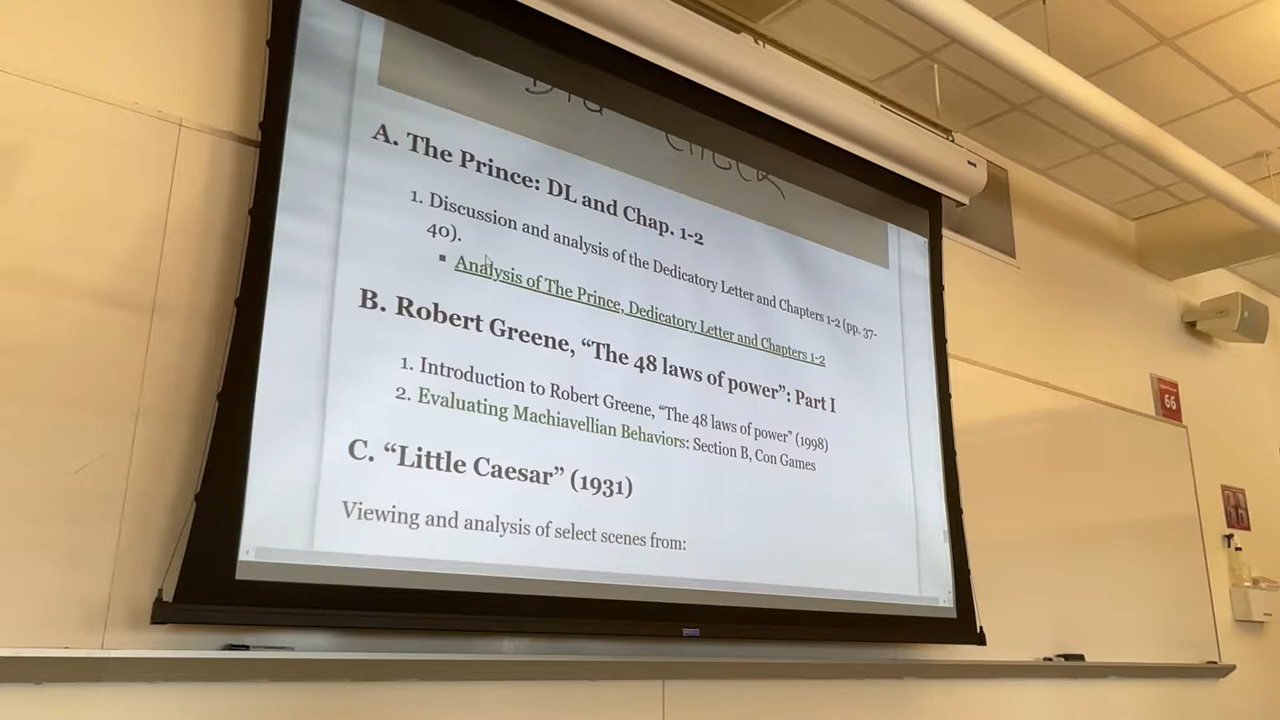 CHECK
A. The Prince: DL and Chap. 1-2
1. Discussion and analysis of the Dedicatory Letter and Chapters 1-2 (pp. 37-
40).
▪ Analysis of The Prince, Dedicatory Letter and Chapters 1-2
B. Robert Greene, “The 48 laws of power”: Part I
1. Introduction to Robert Greene, “The 48 laws of power” (1998)
2. Evaluating Machiavellian Behaviors: Section B, Con Games
C. “Little Caesar” (1931)
Viewing and analysis of select scenes from:
66